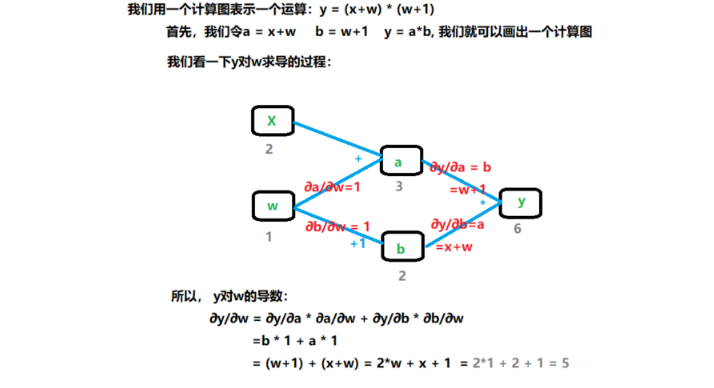 我们用一个计算图表示一个运算：y = (x+w) * (w+1)
首先，我们令a = x+w b = w+1 y = a*b, 我们就可以画出一个计算图
我们看一下y对w求导的过程：
X
2
+
a
3
∂a/∂w=1
∂y/∂a = b
=w+1
*
w
1
y
6
∂b/∂w = 1
+1
∂y/∂b=a
=x+w
b
2
所以， y对w的导数：
∂y/∂w = ∂y/∂a * ∂a/∂w + ∂y/∂b * ∂b/∂w
=b * 1 + a * 1
= (w+1) + (x+w) = 2*w + x + 1 = 2*1 + 2 + 1 = 5